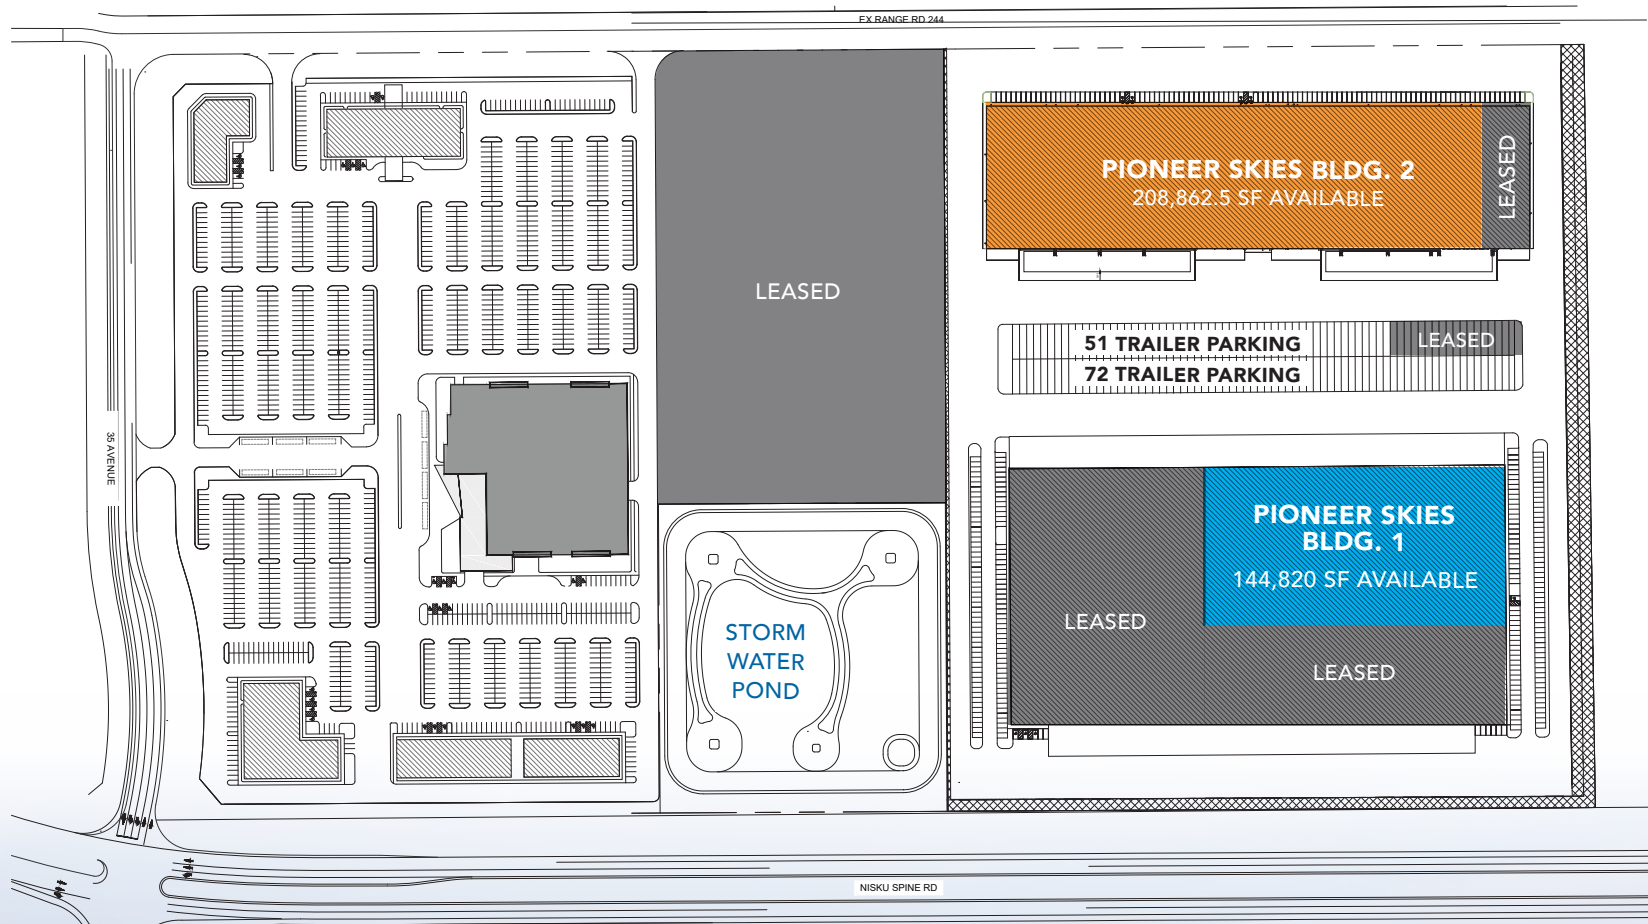 EX RANGE RD 244
PIONEER SKIES BLDG. 2
208,862.5 SF AVAILABLE
LEASED
LEASED
51 TRAILER PARKING
LEASED
72 TRAILER PARKING
35 AVENUE
PIONEER SKIES
BLDG. 1
144,820 SF AVAILABLE
LEASED
LEASED
STORM
WATER
POND
NISKU SPINE RD